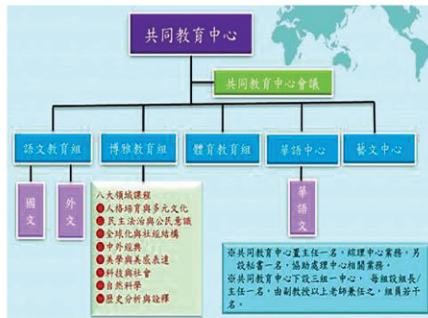 共同教育中心
共同教育中心會議
語文教育組
博雅教育組
體育教育組
華語中心
藝文中心
國文
外文
八大領域課程
人格培育與多元文化
民主法治與公民意識
全球化與社經結構
中外經典
美學與美感表達
科技與社會
自然科學
歷史分析與詮釋
華語文
※共同教育中心置主任一名，綜理中心業務，另
設秘書一名，協助處理中心相關業務。
※共同教育中心下設三組一中心，每組設組長/
主任一名，由副教授以上老師兼任之，組員若干
名。